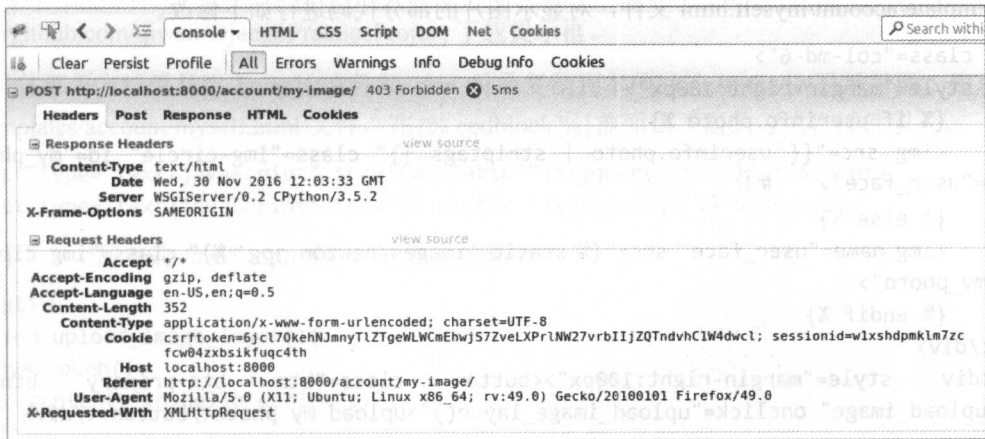 Console HTML CSS Script DOM Net Cookies Search withi
Clear Persist Profile All Errors Warnings Info Debug Info Cookies
POST http://localhost:8000/account/my-image/ 403 Forbidden 5ms
Headers Post Response HTML Cookies
Response Headers view source
Content-Type text/html
Date Wed, 30 Nov 2016 12:03:33 GMT
Server WSGIServer/0.2 CPython/3.5.2
X-Frame-Options SAMEORIGIN
Request Headers view source
Accept */*
Accept-Encoding gzip, deflate
Accept-Language en-US,en;q=0.5
Content-Length 352
Content-Type application/x-www-form-urlencoded; charset=UTF-8
Cookie csrftoken=6jcl7OkehNJmnyTlZTgeWLWCmEhwjS7ZveLXPrlNW27vrbIIjZQTndvhC1W4dwcl; sessionid=w1xshdpmklm7zc
fcw04zxbsikfuqc4th
Host localhost:8000
Referer http://localhost:8000/account/my-image/
User-Agent Mozilla/5.0 (X11; Ubuntu; Linux x86_64; rv:49.0) Gecko/20100101 Firefox/49.0
X-Requested-With XMLHttpRequest